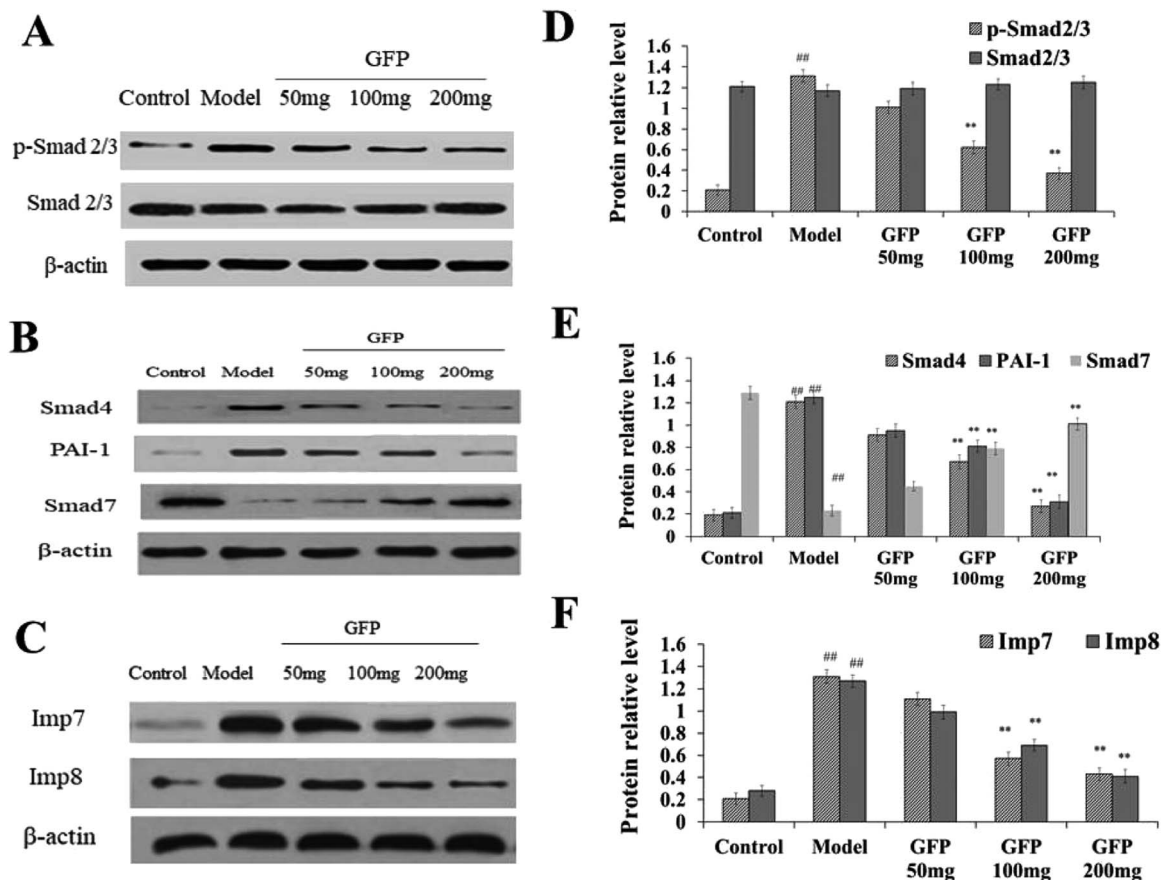 A
GFP
Control Model 50mg 100mg 200mg
p-Smad 2/3
Smad 2/3
β-actin
B
GFP
Control Model 50mg 100mg 200mg
Smad4
PAI-1
Smad7
β-actin
C
GFP
Control Model 50mg 100mg 200mg
Imp7
Imp8
β-actin
D
p-Smad2/3
Smad2/3
Protein relative level
1.6
1.4
1.2
1
0.8
0.6
0.4
0.2
0
##
**
**
Control Model GFP GFP GFP
50mg 100mg 200mg
E
Smad4 PAI-1 Smad7
Protein relative level
1.6
1.4
1.2
1
0.8
0.6
0.4
0.2
0
## ##
##
** ** **
** ** **
Control Model GFP GFP GFP
50mg 100mg 200mg
F
Imp7 Imp8
Protein relative level
1.6
1.4
1.2
1
0.8
0.6
0.4
0.2
0
## ##
** **
** **
Control Model GFP GFP GFP
50mg 100mg 200mg